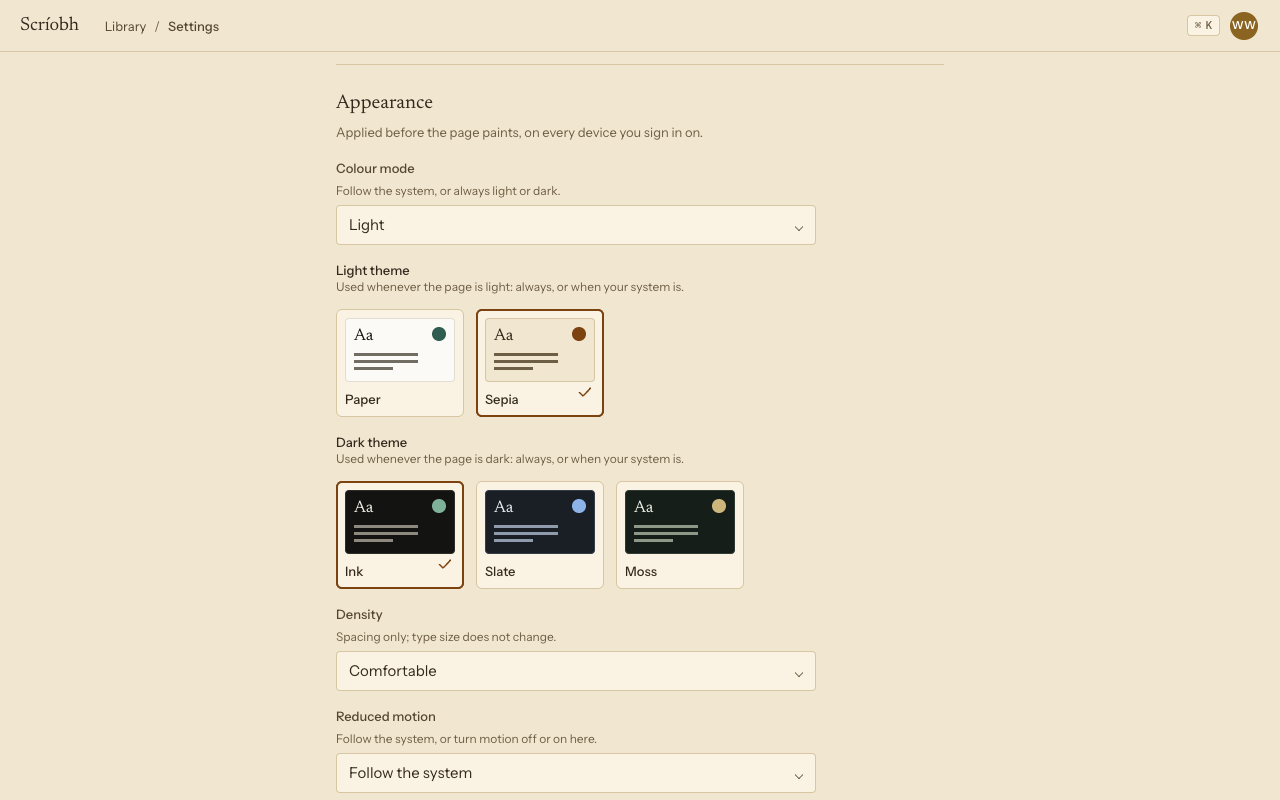 Scríobh
Library / Settings
⌘ K
WW
Appearance
Applied before the page paints, on every device you sign in on.
Colour mode
Follow the system, or always light or dark.
Light
Light theme
Used whenever the page is light: always, or when your system is.
Aa
Aa
Paper
Sepia
Dark theme
Used whenever the page is dark: always, or when your system is.
Aa
Aa
Aa
Ink
Slate
Moss
Density
Spacing only; type size does not change.
Comfortable
Reduced motion
Follow the system, or turn motion off or on here.
Follow the system